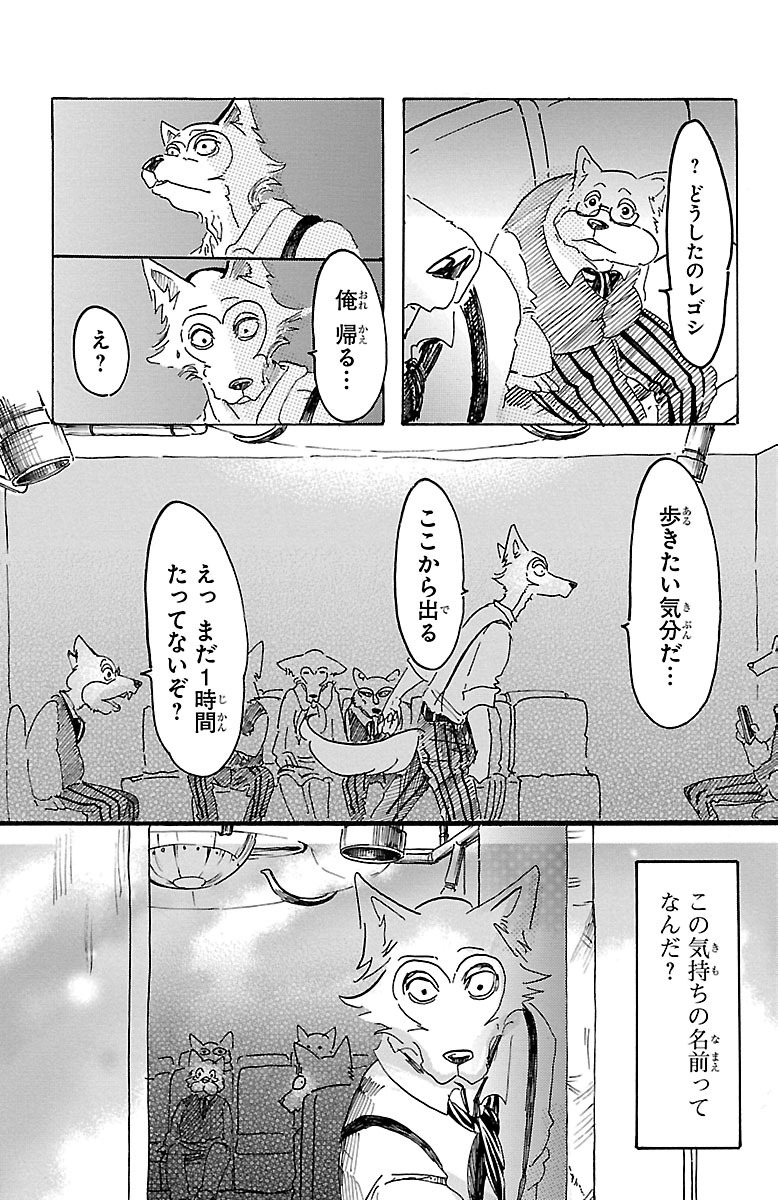 ？どうしたのレゴシ
俺 帰る…
え？
歩きたい気分だ…
ここから出る
えっ まだ１時間
たってないぞ？
この気持ちの名前って
なんだ？